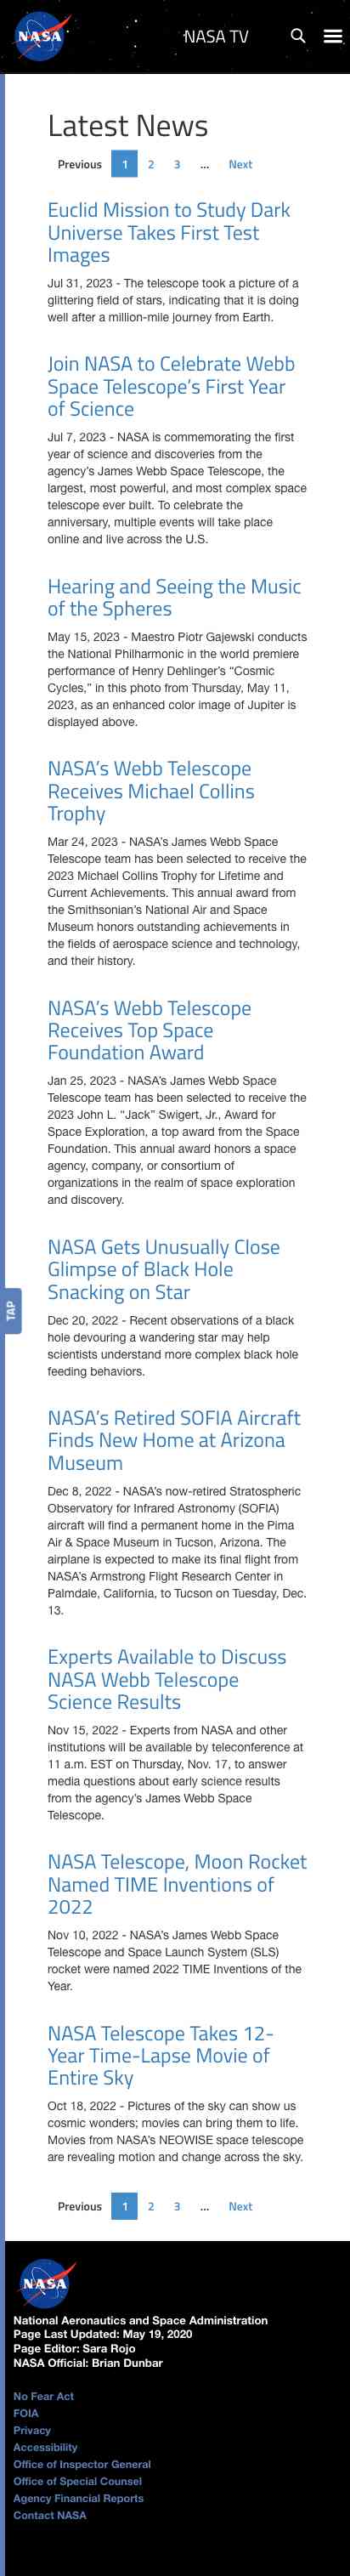 NASA
NASA TV
Latest News
Previous 1 2 3 ... Next
Euclid Mission to Study Dark
Universe Takes First Test
Images
Jul 31, 2023 - The telescope took a picture of a
glittering field of stars, indicating that it is doing
well after a million-mile journey from Earth.
Join NASA to Celebrate Webb
Space Telescope's First Year
of Science
Jul 7, 2023 - NASA is commemorating the first
year of science and discoveries from the
agency's James Webb Space Telescope, the
largest, most powerful, and most complex space
telescope ever built. To celebrate the
anniversary, multiple events will take place
online and live across the U.S.
Hearing and Seeing the Music
of the Spheres
May 15, 2023 - Maestro Piotr Gajewski conducts
the National Philharmonic in the world premiere
performance of Henry Dehlinger's “Cosmic
Cycles,” in this photo from Thursday, May 11,
2023, as an enhanced color image of Jupiter is
displayed above.
NASA's Webb Telescope
Receives Michael Collins
Trophy
Mar 24, 2023 - NASA's James Webb Space
Telescope team has been selected to receive the
2023 Michael Collins Trophy for Lifetime and
Current Achievements. This annual award from
the Smithsonian's National Air and Space
Museum honors outstanding achievements in
the fields of aerospace science and technology,
and their history.
NASA's Webb Telescope
Receives Top Space
Foundation Award
Jan 25, 2023 - NASA's James Webb Space
Telescope team has been selected to receive the
2023 John L. “Jack” Swigert, Jr., Award for
Space Exploration, a top award from the Space
Foundation. This annual award honors a space
agency, company, or consortium of
organizations in the realm of space exploration
and discovery.
NASA Gets Unusually Close
Glimpse of Black Hole
Snacking on Star
TAP
Dec 20, 2022 - Recent observations of a black
hole devouring a wandering star may help
scientists understand more complex black hole
feeding behaviors.
NASA's Retired SOFIA Aircraft
Finds New Home at Arizona
Museum
Dec 8, 2022 - NASA's now-retired Stratospheric
Observatory for Infrared Astronomy (SOFIA)
aircraft will find a permanent home in the Pima
Air & Space Museum in Tucson, Arizona. The
airplane is expected to make its final flight from
NASA's Armstrong Flight Research Center in
Palmdale, California, to Tucson on Tuesday, Dec.
13.
Experts Available to Discuss
NASA Webb Telescope
Science Results
Nov 15, 2022 - Experts from NASA and other
institutions will be available by teleconference at
11 a.m. EST on Thursday, Nov. 17, to answer
media questions about early science results
from the agency's James Webb Space
Telescope.
NASA Telescope, Moon Rocket
Named TIME Inventions of
2022
Nov 10, 2022 - NASA's James Webb Space
Telescope and Space Launch System (SLS)
rocket were named 2022 TIME Inventions of the
Year.
NASA Telescope Takes 12-
Year Time-Lapse Movie of
Entire Sky
Oct 18, 2022 - Pictures of the sky can show us
cosmic wonders; movies can bring them to life.
Movies from NASA's NEOWISE space telescope
are revealing motion and change across the sky.
Previous 1 2 3 ... Next
NASA
National Aeronautics and Space Administration
Page Last Updated: May 19, 2020
Page Editor: Sara Rojo
NASA Official: Brian Dunbar
No Fear Act
FOIA
Privacy
Accessibility
Office of Inspector General
Office of Special Counsel
Agency Financial Reports
Contact NASA